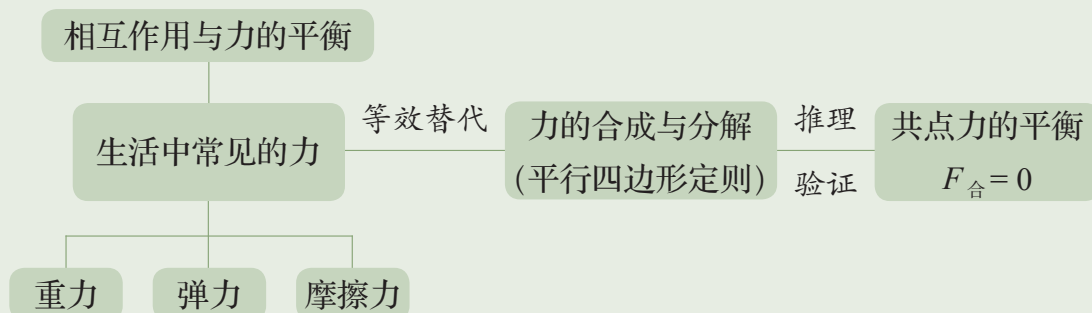 相互作用与力的平衡
生活中常见的力
等效替代
力的合成与分解
(平行四边形定则)
推理
验证
共点力的平衡
F合= 0
重力
弹力
摩擦力